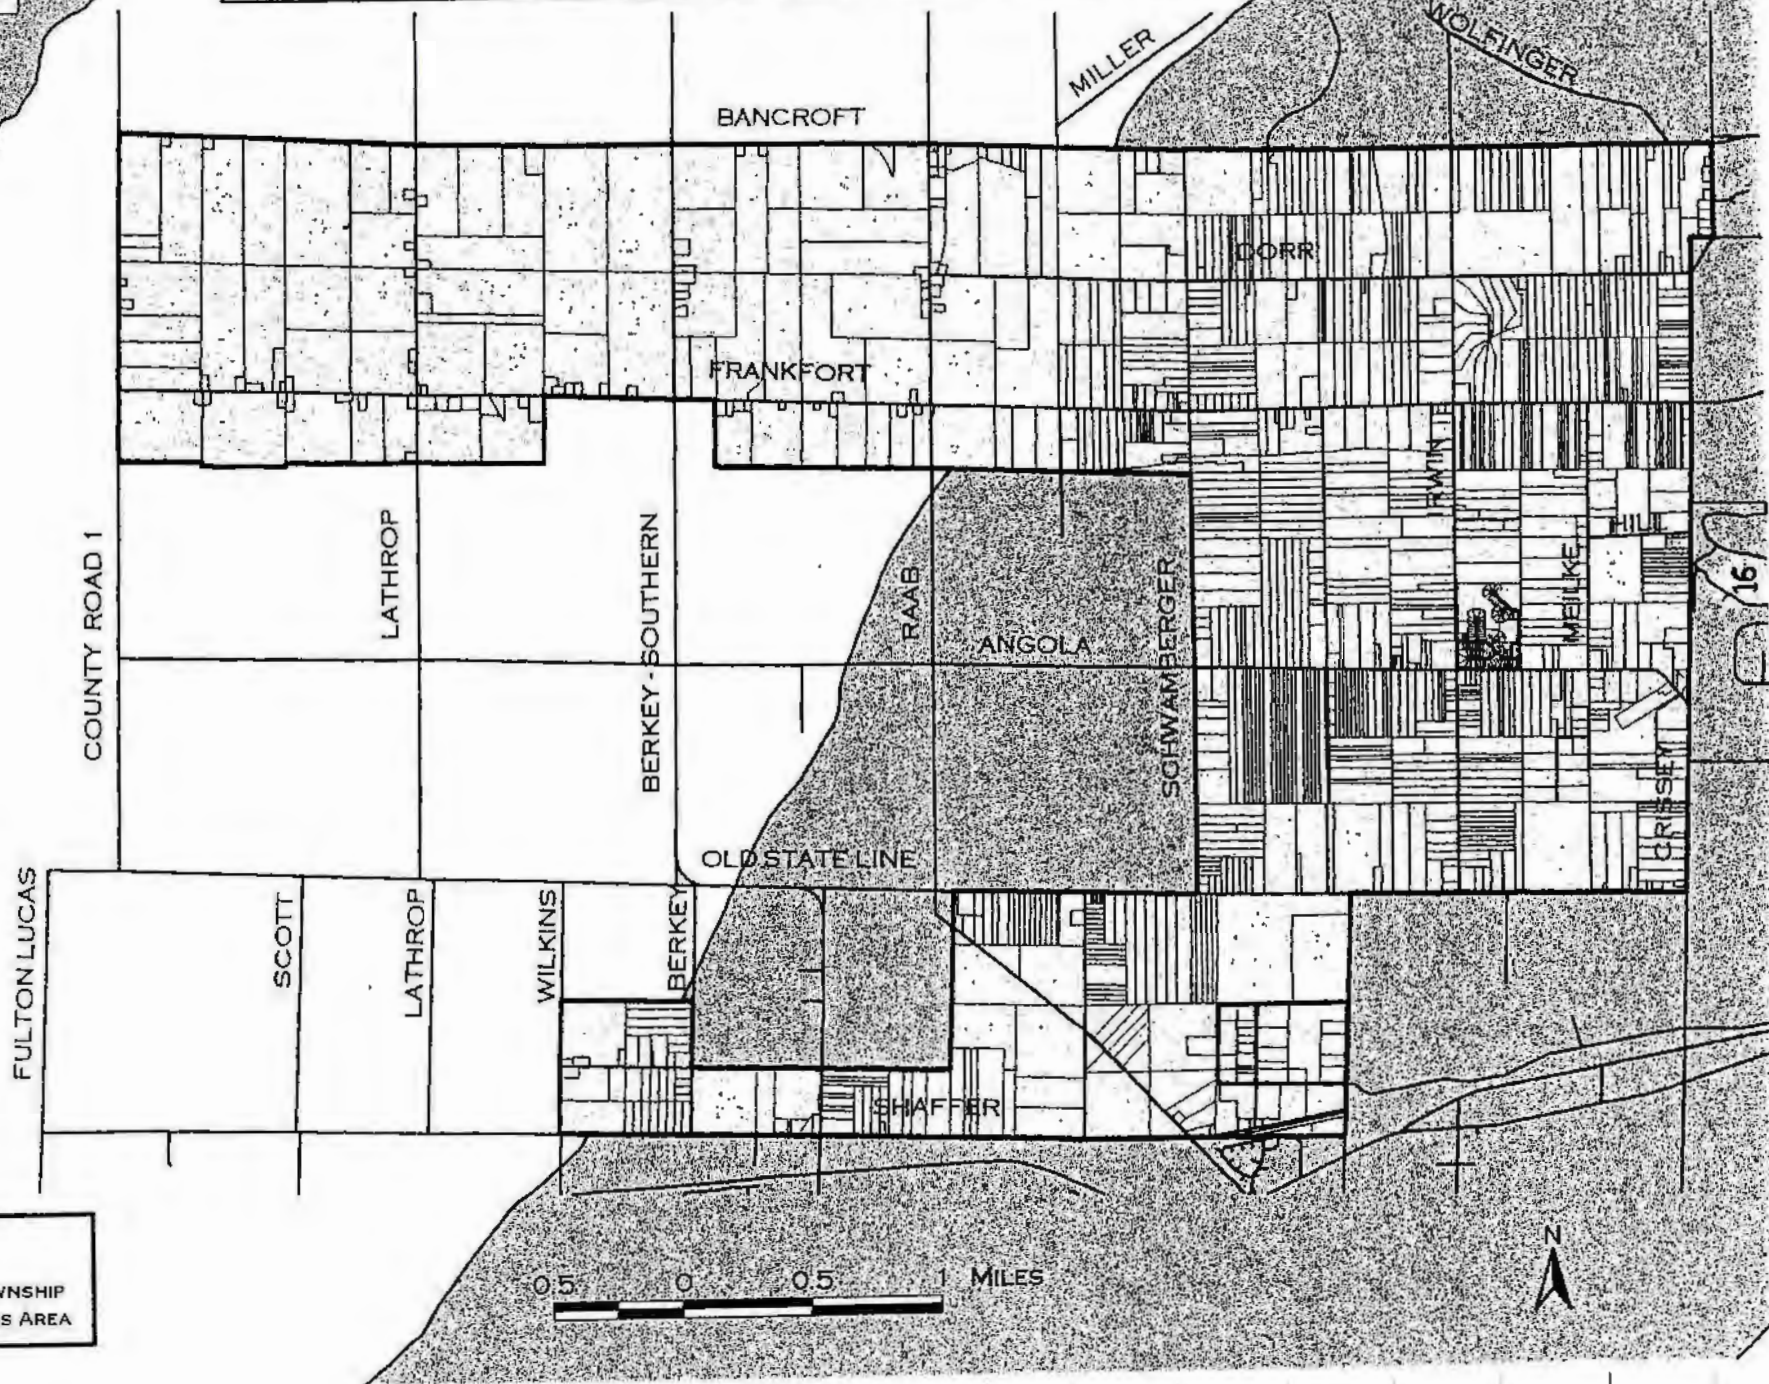 WOLFINGER
MILLER
BANCROFT
DORR
FRANKFORT
IRWIN
HILL
COUNTY ROAD 1
LATHROP
BERKEY - SOUTHERN
RAAB
SCHWAMBERGER
MEILKE
16
ANGOLA
CRISSEY
OLD STATE LINE
FULTON LUCAS
SCOTT
LATHROP
WILKINS
BERKEY
SHAFFER
N
0.5 0 0.5 1 MILES
WNSHIP
S AREA